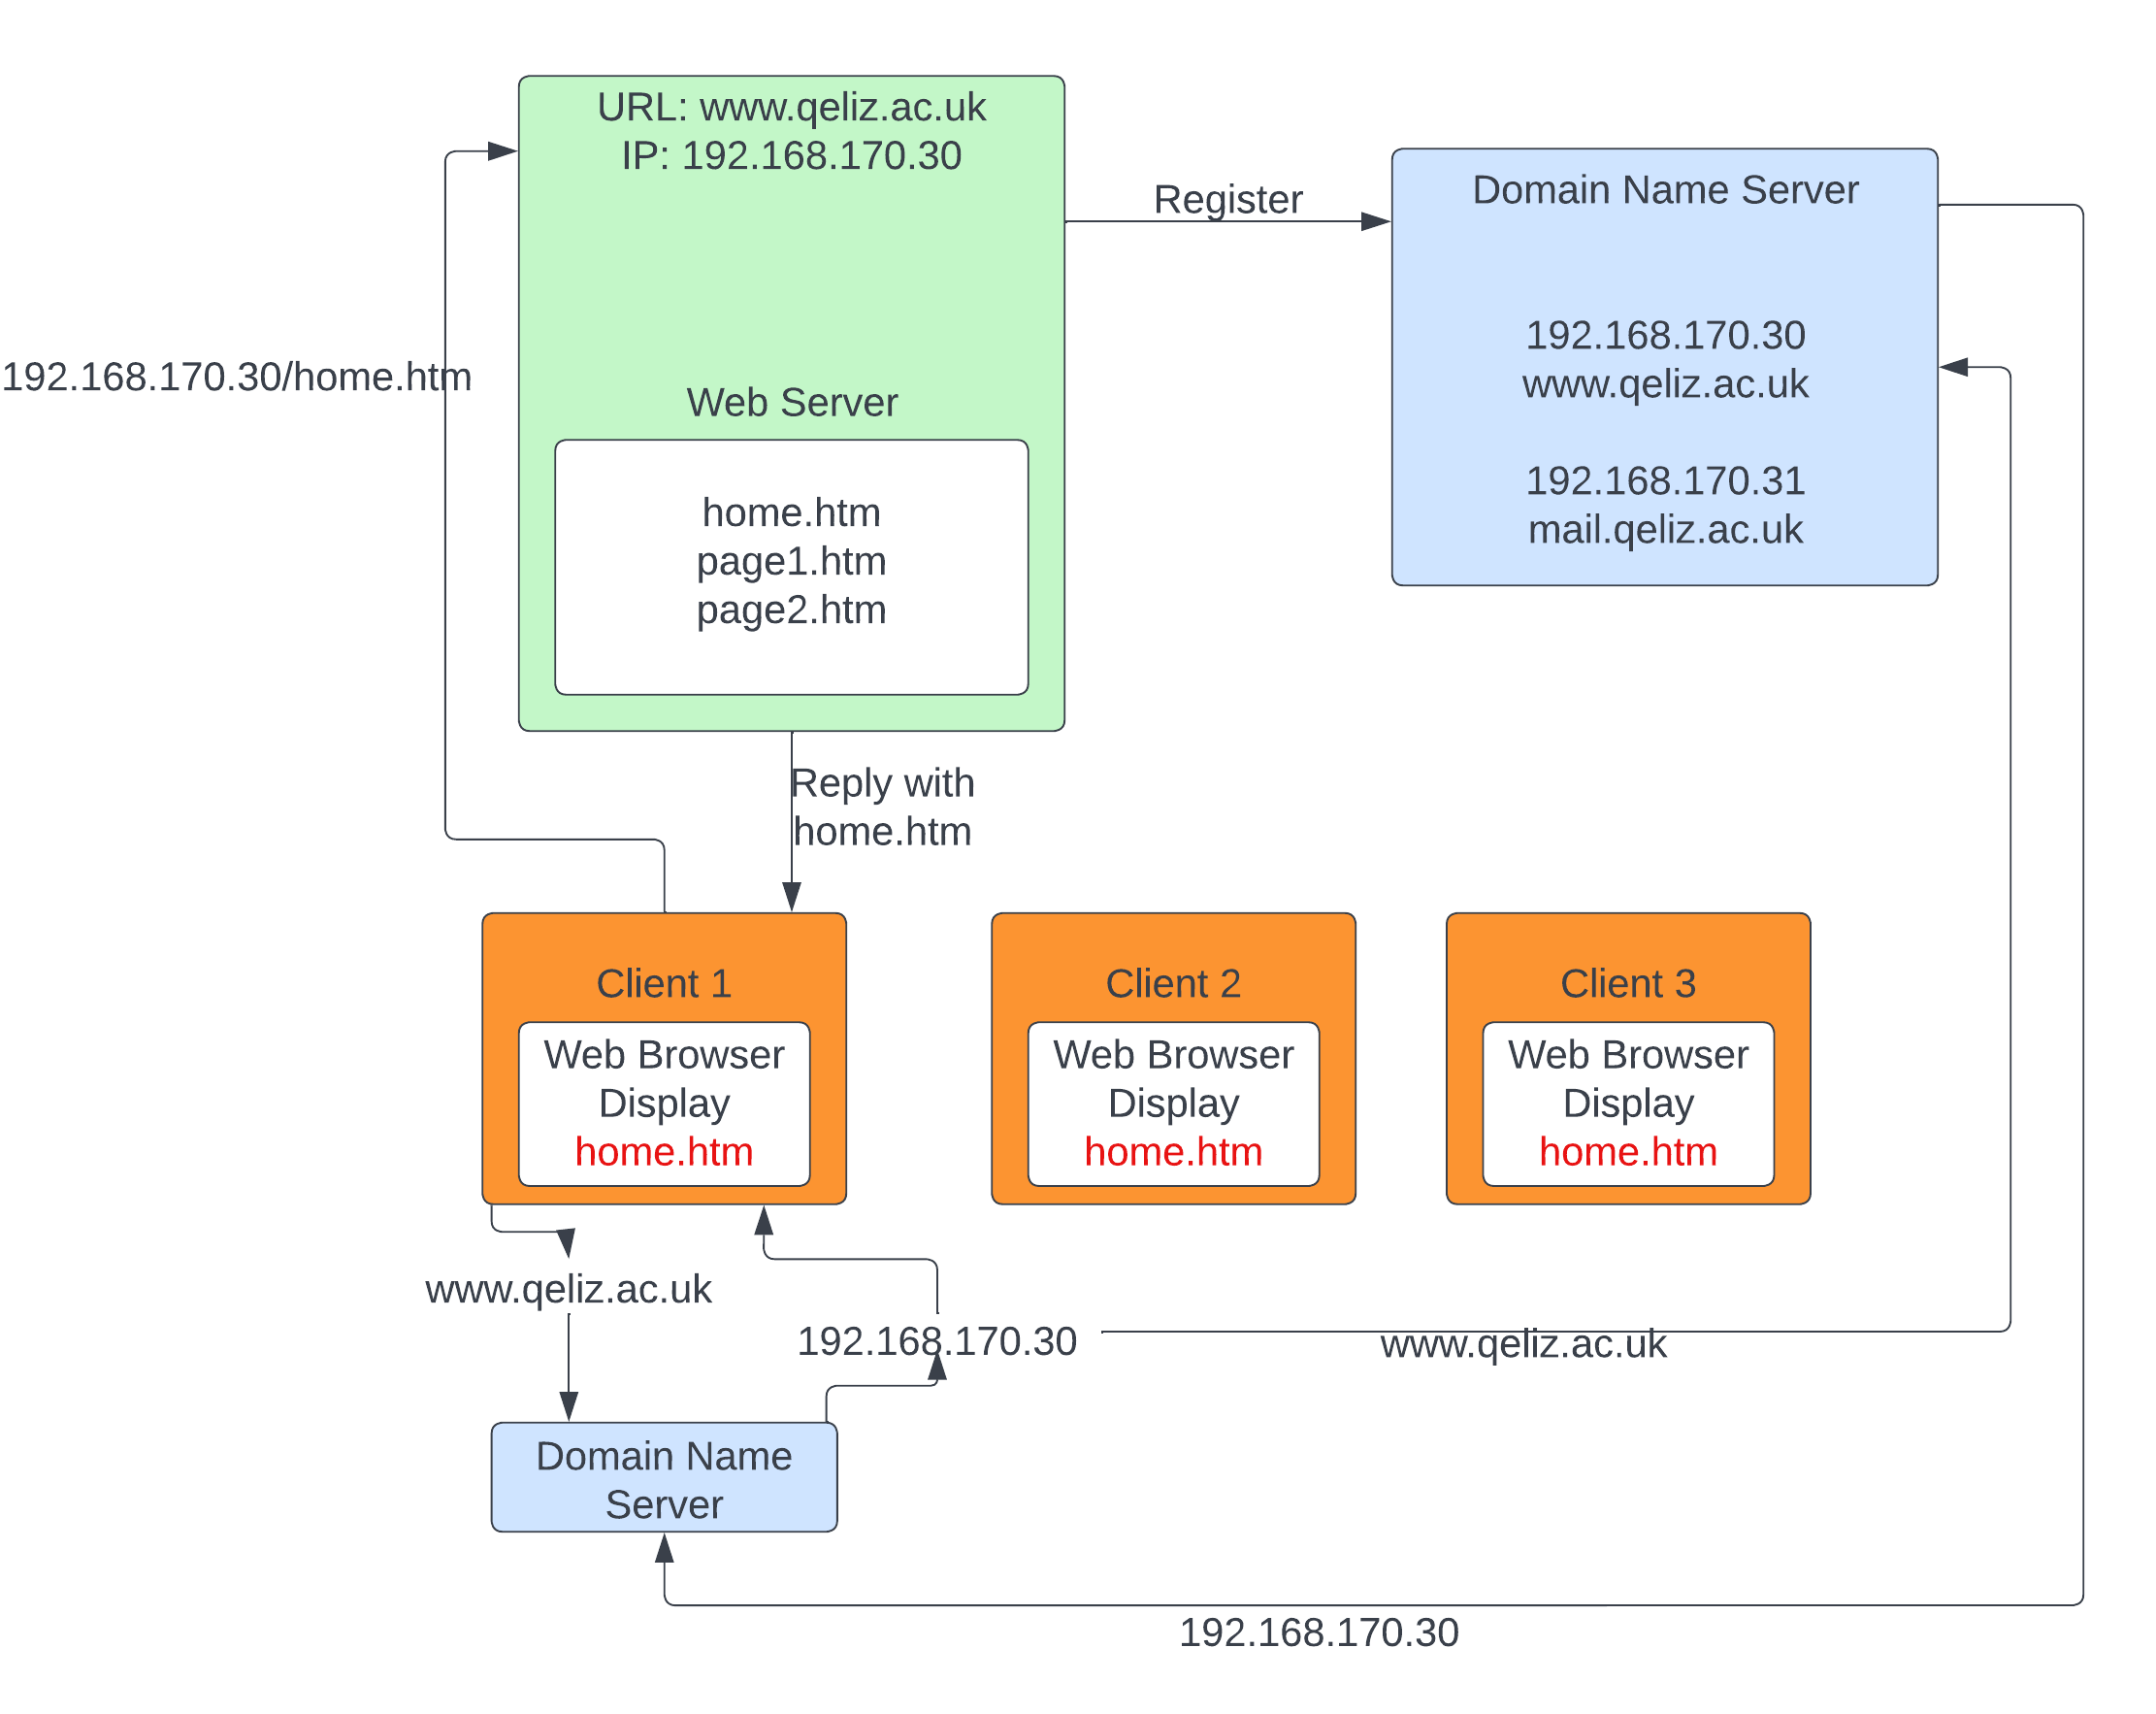 URL: www.qeliz.ac.uk
IP: 192.168.170.30
Register
Domain Name Server
192.168.170.30
www.qeliz.ac.uk
192.168.170.31
mail.qeliz.ac.uk
192.168.170.30/home.htm
Web Server
home.htm
page1.htm
page2.htm
Reply with
home.htm
Client 1
Web Browser
Display
home.htm
Client 2
Web Browser
Display
home.htm
Client 3
Web Browser
Display
home.htm
www.qeliz.ac.uk
192.168.170.30
www.qeliz.ac.uk
Domain Name
Server
192.168.170.30